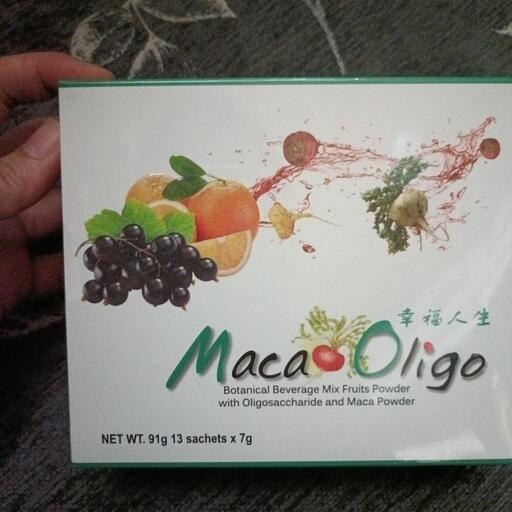 幸福人生
Maca Oligo
Botanical Beverage Mix Fruits Powder
with Oligosaccharide and Maca Powder
NET WT. 91g 13 sachets x 7g